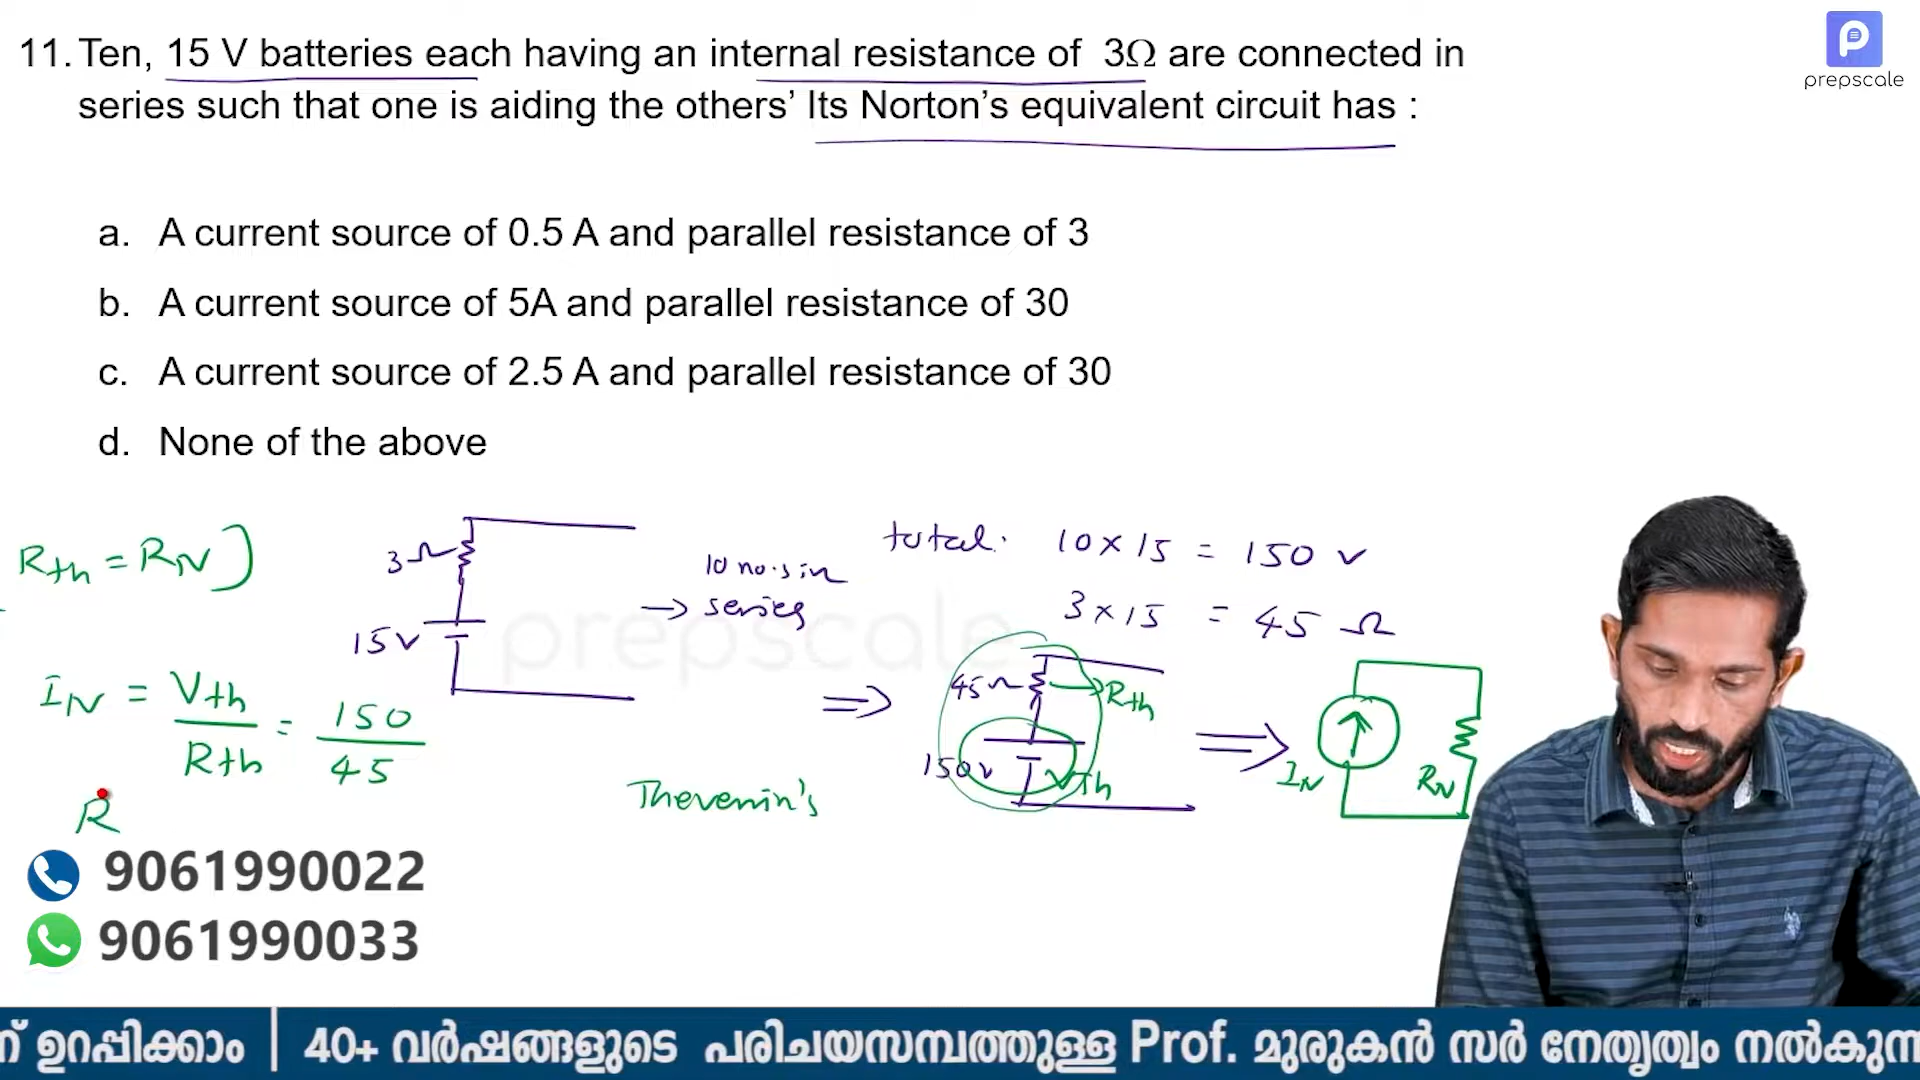 11. Ten, 15 V batteries each having an internal resistance of 3Ω are connected in
series such that one is aiding the others’ Its Norton’s equivalent circuit has :
prepscale
a. A current source of 0.5 A and parallel resistance of 3
b. A current source of 5A and parallel resistance of 30
c. A current source of 2.5 A and parallel resistance of 30
d. None of the above
Rth = RN )
3Ω
15V
10 no.s in
→ series
total. 10 × 15 = 150 V
3 × 15 = 45 Ω
prepscale
IN = Vth / Rth = 150 / 45
R
⇒
45Ω → Rth
150V Vth
⇒
IN
RN
Thevenin's
9061990022
9061990033
ന് ഉറപ്പിക്കാം | 40+ വർഷങ്ങളുടെ പരിചയസമ്പത്തുള്ള Prof. മുരുകൻ സർ നേതൃത്വം നൽകുന്ന